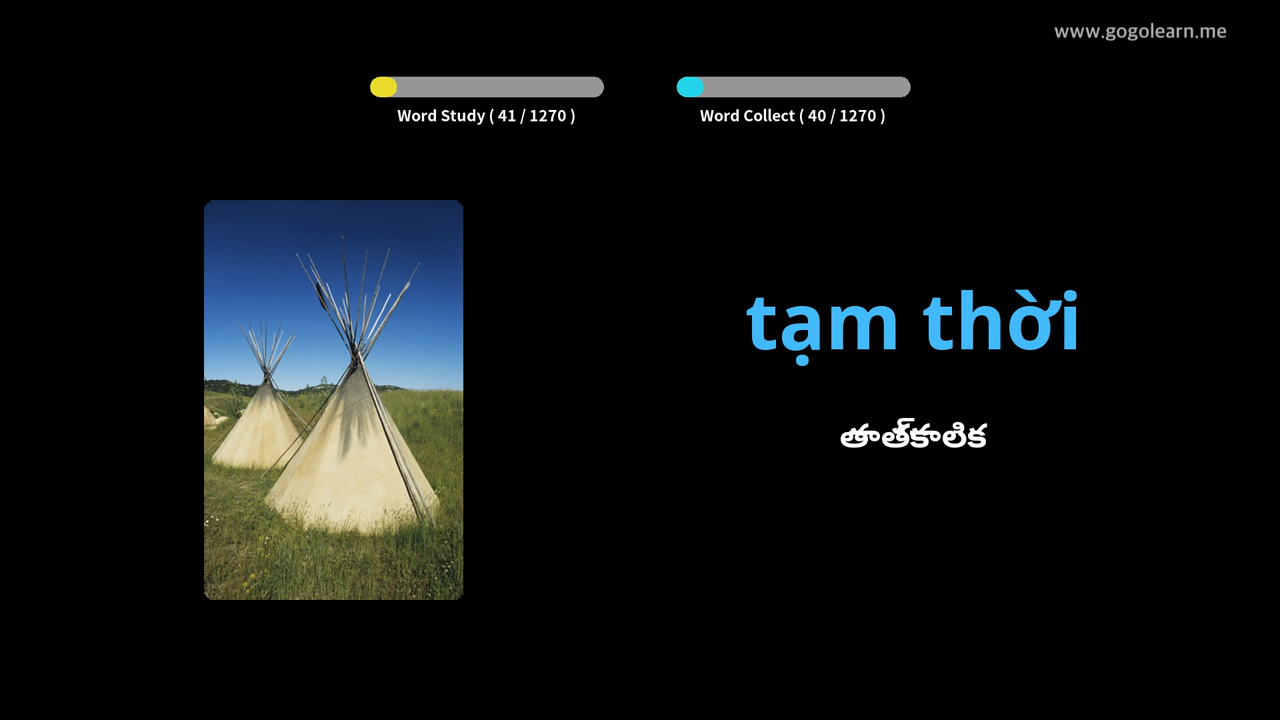 www.gogolearn.me
Word Study ( 41 / 1270 )
Word Collect ( 40 / 1270 )
tạm thời
తాత్కాలిక